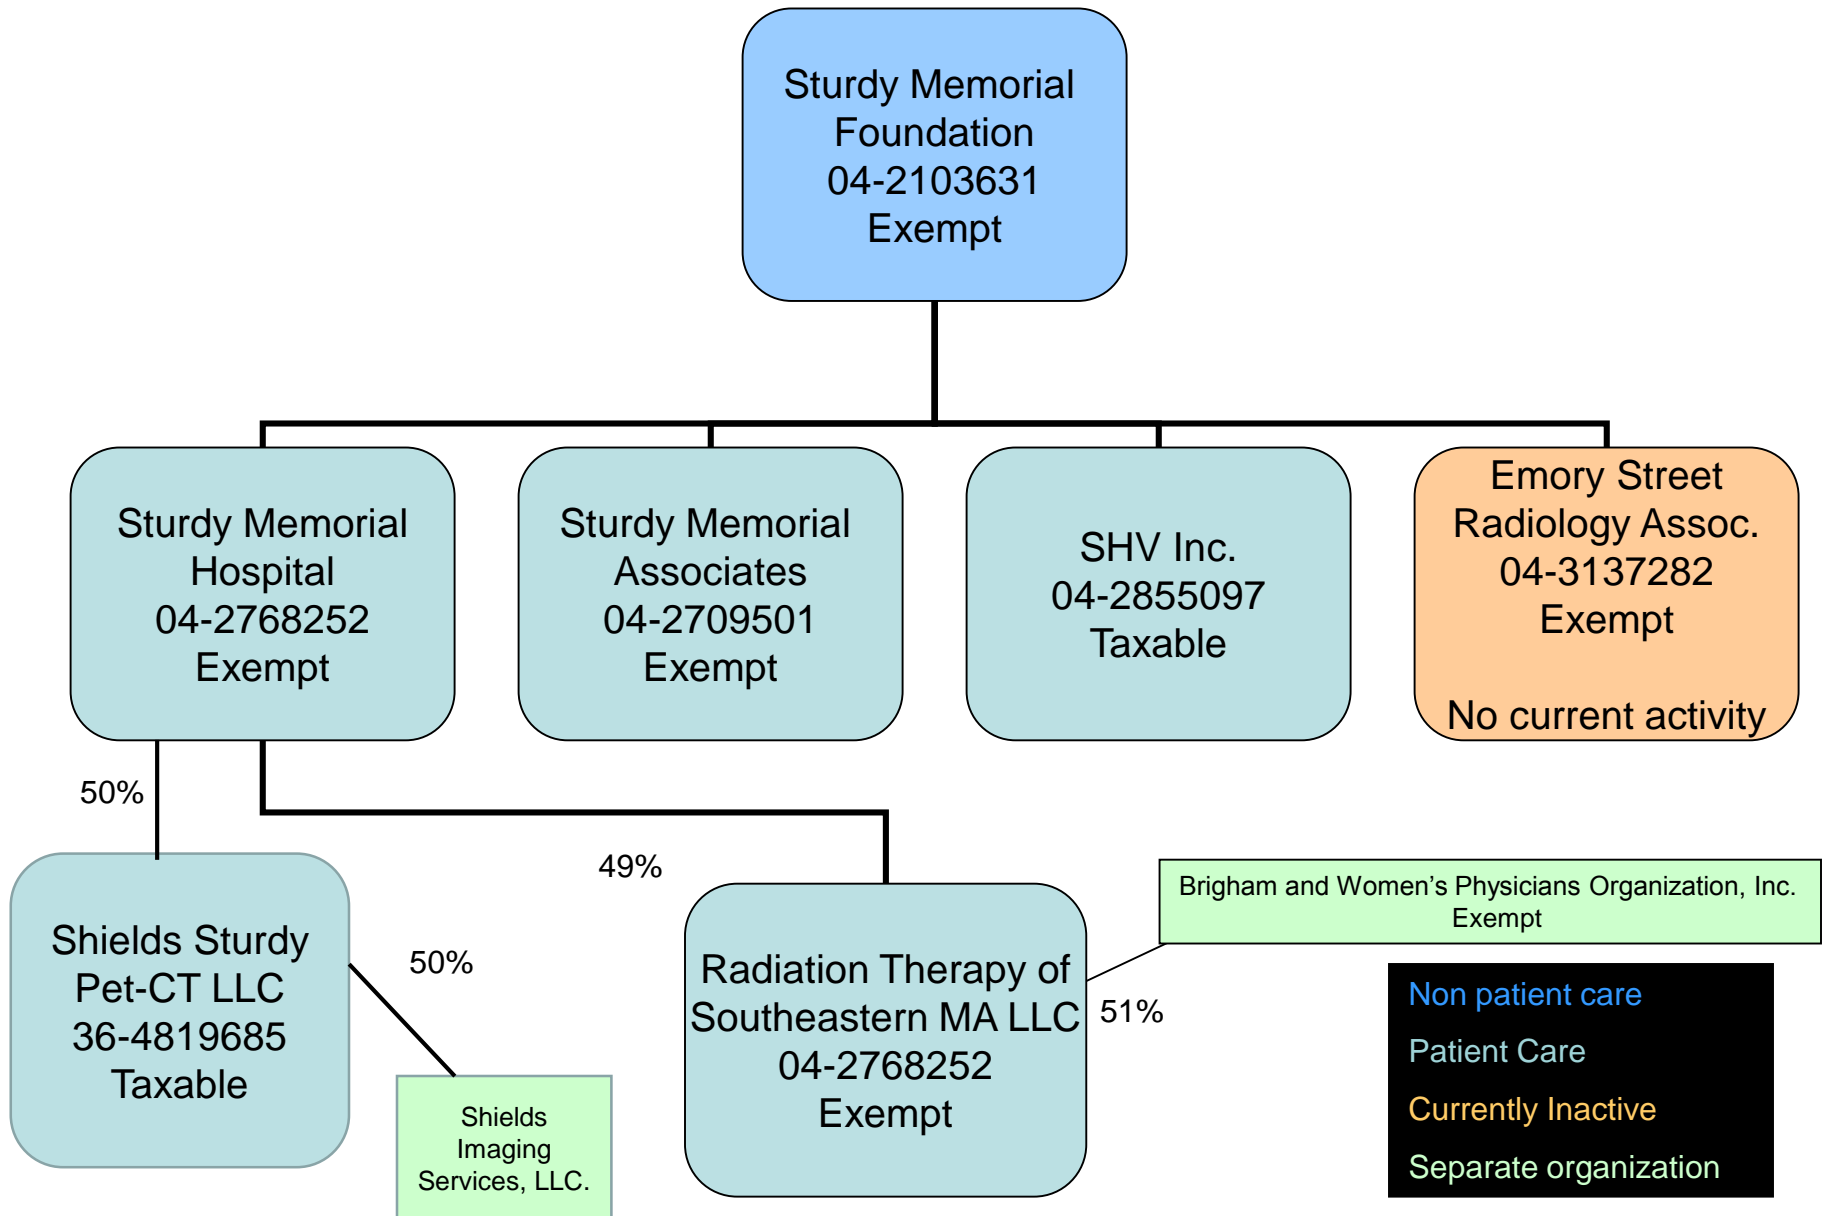 Sturdy Memorial
Foundation
04-2103631
Exempt
Sturdy Memorial
Hospital
04-2768252
Exempt
Sturdy Memorial
Associates
04-2709501
Exempt
SHV Inc.
04-2855097
Taxable
Emory Street
Radiology Assoc.
04-3137282
Exempt
No current activity
50%
49%
Shields Sturdy
Pet-CT LLC
36-4819685
Taxable
50%
Shields
Imaging
Services, LLC.
Radiation Therapy of
Southeastern MA LLC
04-2768252
Exempt
51%
Brigham and Women’s Physicians Organization, Inc.
Exempt
Non patient care
Patient Care
Currently Inactive
Separate organization